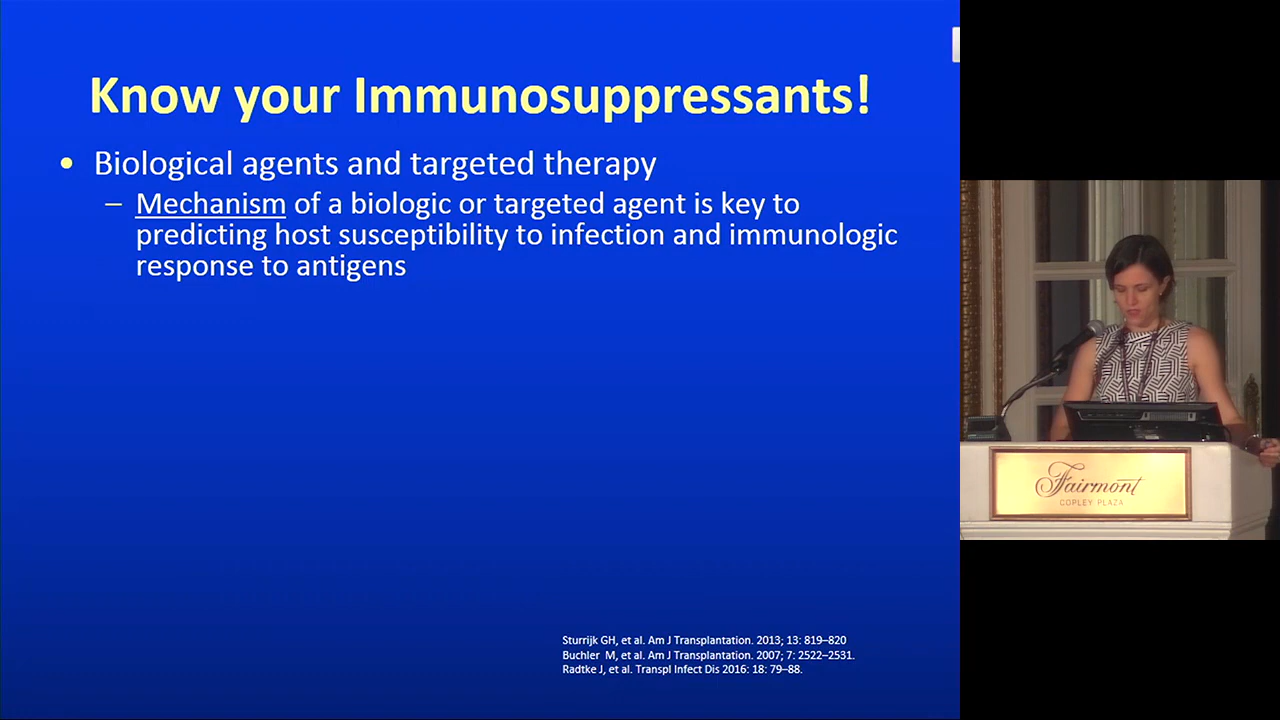 Know your Immunosuppressants!
• Biological agents and targeted therapy
– Mechanism of a biologic or targeted agent is key to
predicting host susceptibility to infection and immunologic
response to antigens
Sturrijk GH, et al. Am J Transplantation. 2013; 13: 819–820
Buchler M, et al. Am J Transplantation. 2007; 7: 2522–2531.
Radtke J, et al. Transpl Infect Dis 2016: 18: 79–88.
Fairmont
COPLEY PLAZA